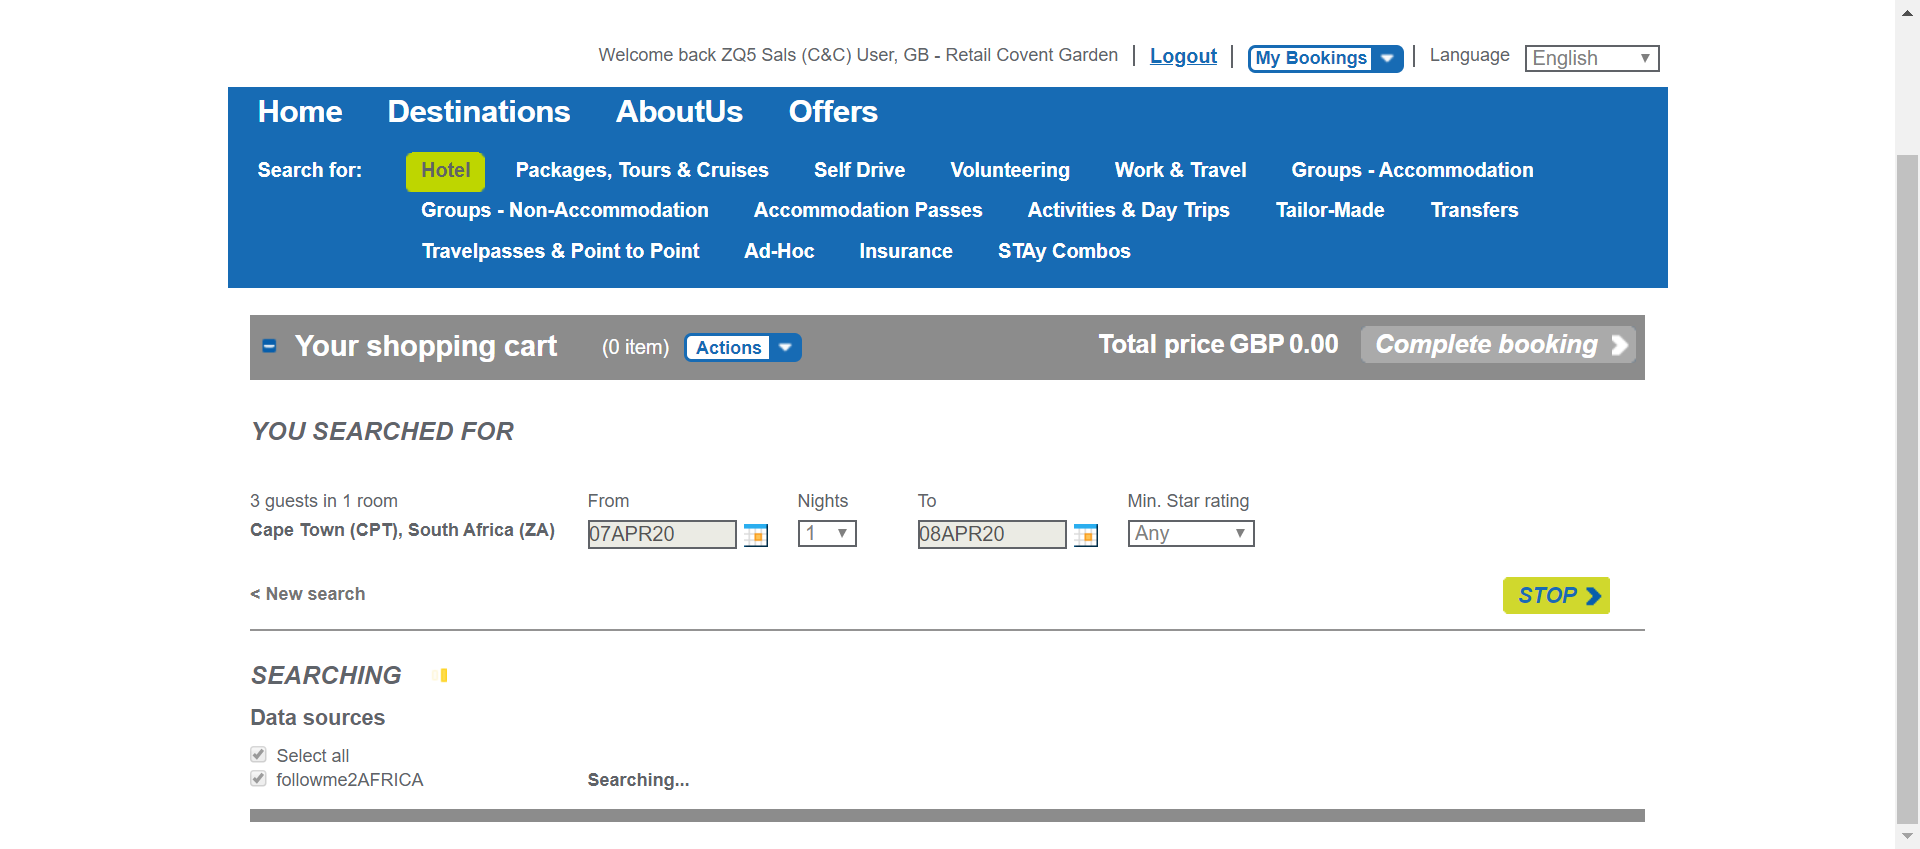 Welcome back ZQ5 Sals (C&C) User, GB - Retail Covent Garden | Logout | My Bookings | Language English
Home Destinations AboutUs Offers
Search for: Hotel Packages, Tours & Cruises Self Drive Volunteering Work & Travel Groups - Accommodation
Groups - Non-Accommodation Accommodation Passes Activities & Day Trips Tailor-Made Transfers
Travelpasses & Point to Point Ad-Hoc Insurance STAy Combos
Your shopping cart (0 item) Actions Total price GBP 0.00 Complete booking
YOU SEARCHED FOR
3 guests in 1 room From Nights To Min. Star rating
Cape Town (CPT), South Africa (ZA) 07APR20 1 08APR20 Any
< New search STOP
SEARCHING
Data sources
Select all
followme2AFRICA Searching...